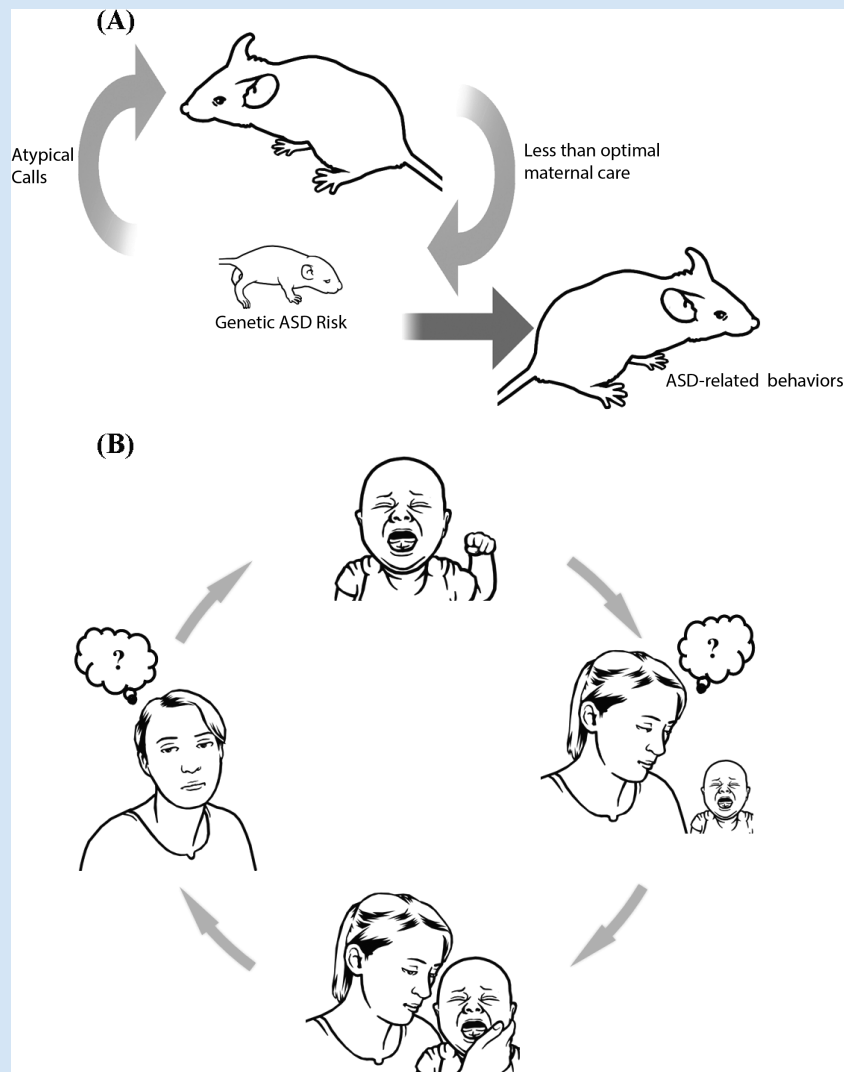 (A)
Atypical
Calls
Less than optimal
maternal care
Genetic ASD Risk
ASD-related behaviors
(B)
?
?